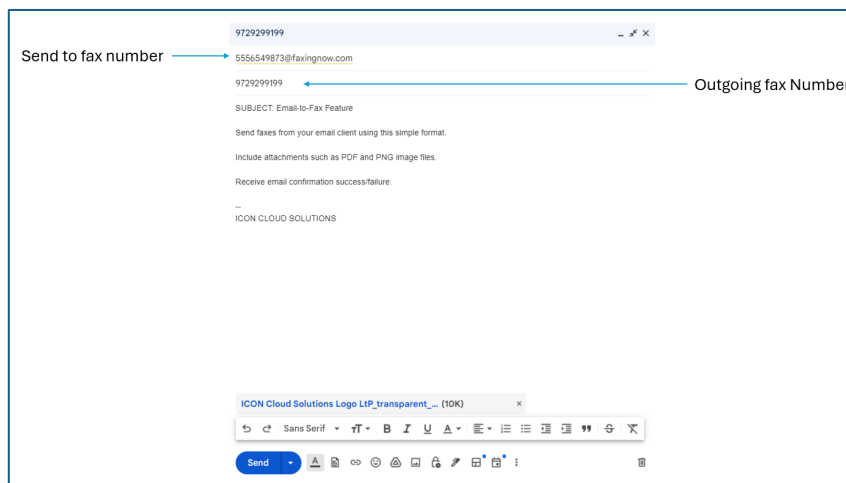 9729299199
Send to fax number
5556549873@faxingnow.com
9729299199
Outgoing fax Number
SUBJECT: Email-to-Fax Feature
Send faxes from your email client using this simple format.
Include attachments such as PDF and PNG image files.
Receive email confirmation success/failure.
--
ICON CLOUD SOLUTIONS
ICON Cloud Solutions Logo LtP_transparent_... (10K)
Sans Serif
Send